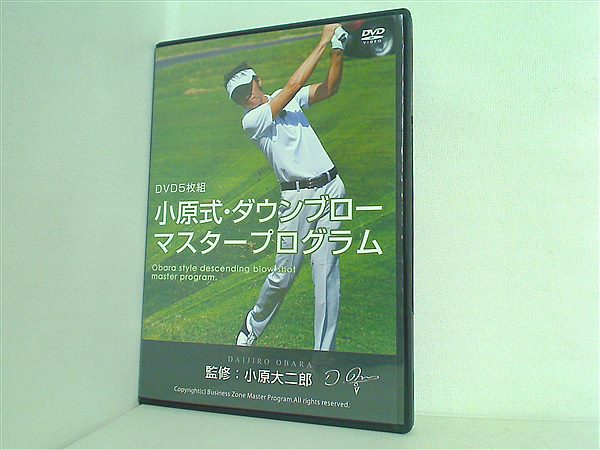 DVD
VIDEO
DVD5枚組
小原式・ダウンブロー
マスタープログラム
Obara style descending blow shot
master program.
DAIJIRO OBARA
監修：小原大二郎
Copyright(c) Business Zone Master Program.All rights reserved.